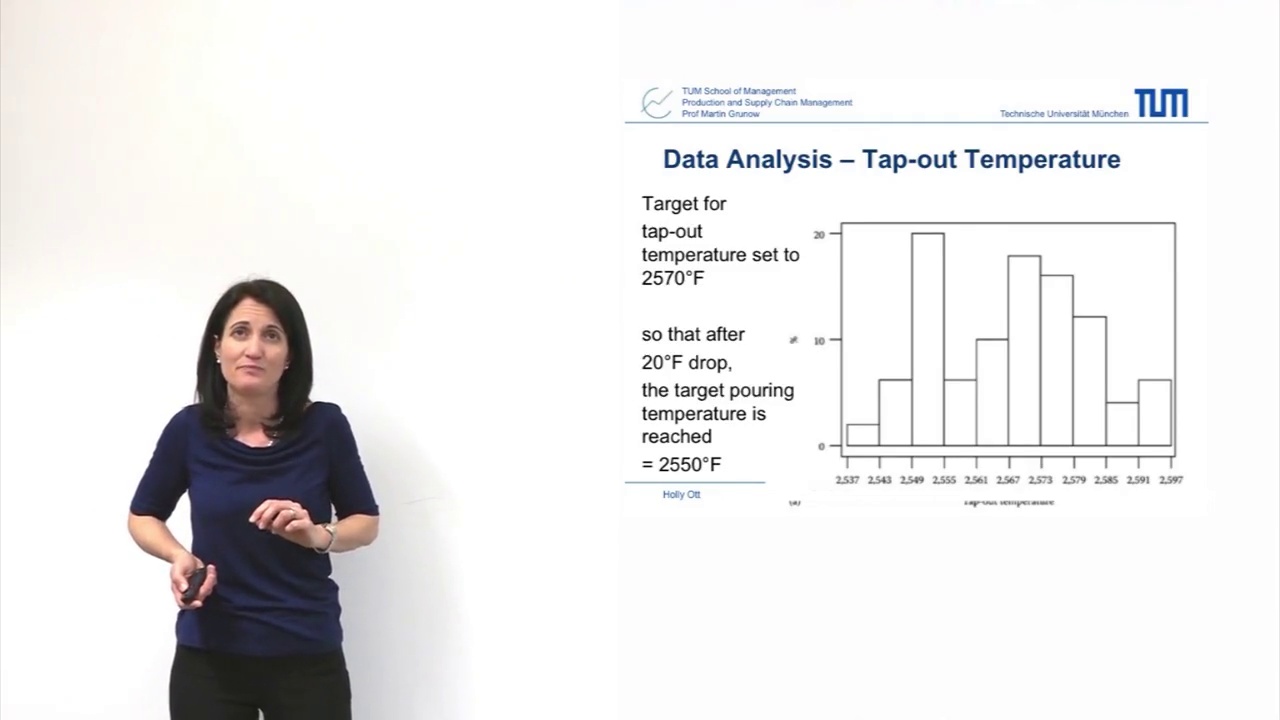 TUM School of Management
Production and Supply Chain Management
Prof Martin Grunow
Technische Universität München
TUM
Data Analysis – Tap-out Temperature
Target for
tap-out
temperature set to
2570°F
so that after
20°F drop,
the target pouring
temperature is
reached
= 2550°F
20
%
10
0
2,537 2,543 2,549 2,555 2,561 2,567 2,573 2,579 2,585 2,591 2,597
(a)
Tap-out temperature
Holly Ott